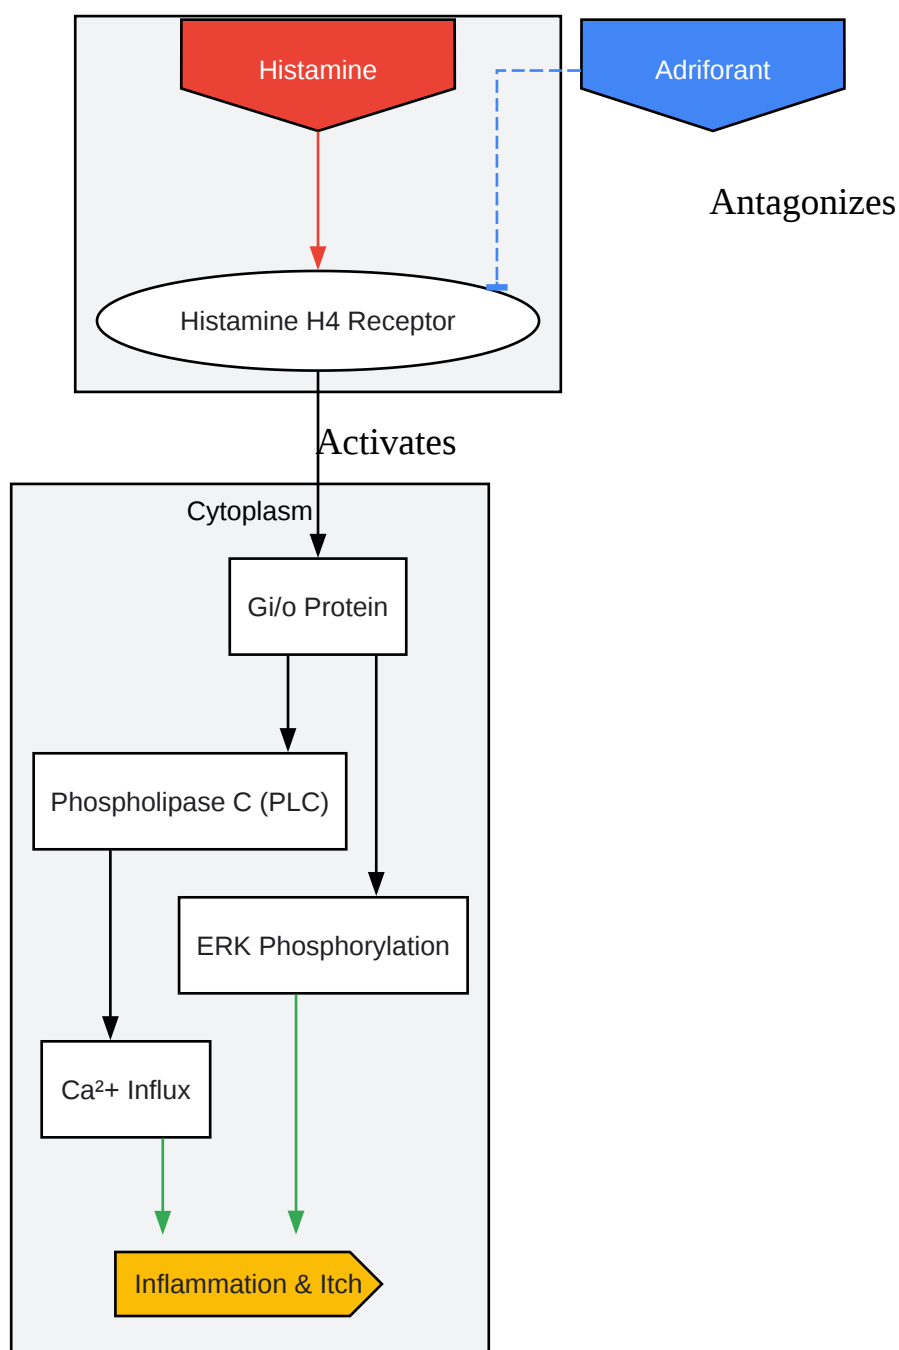 Histamine
Adriforant
Antagonizes
Histamine H4 Receptor
Activates
Cytoplasm
Gi/o Protein
Phospholipase C (PLC)
ERK Phosphorylation
Ca²+ Influx
Inflammation & Itch